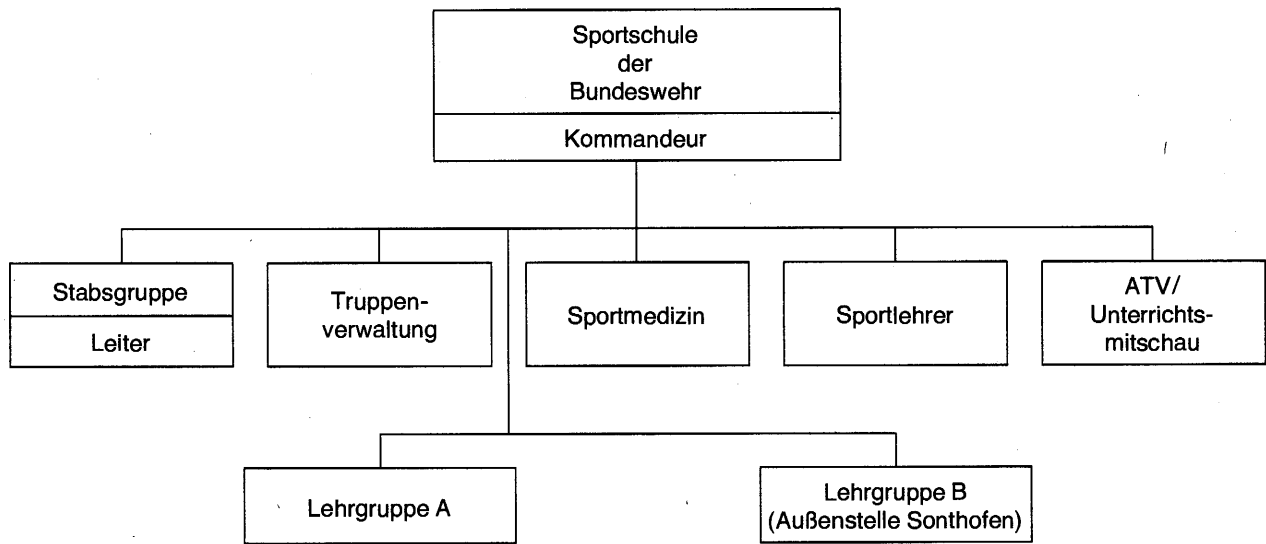 Sportschule
der
Bundeswehr
Kommandeur
Stabsgruppe
Leiter
Truppen-
verwaltung
Sportmedizin
Sportlehrer
ATV/
Unterrichts-
mitschau
Lehrgruppe A
Lehrgruppe B
(Außenstelle Sonthofen)